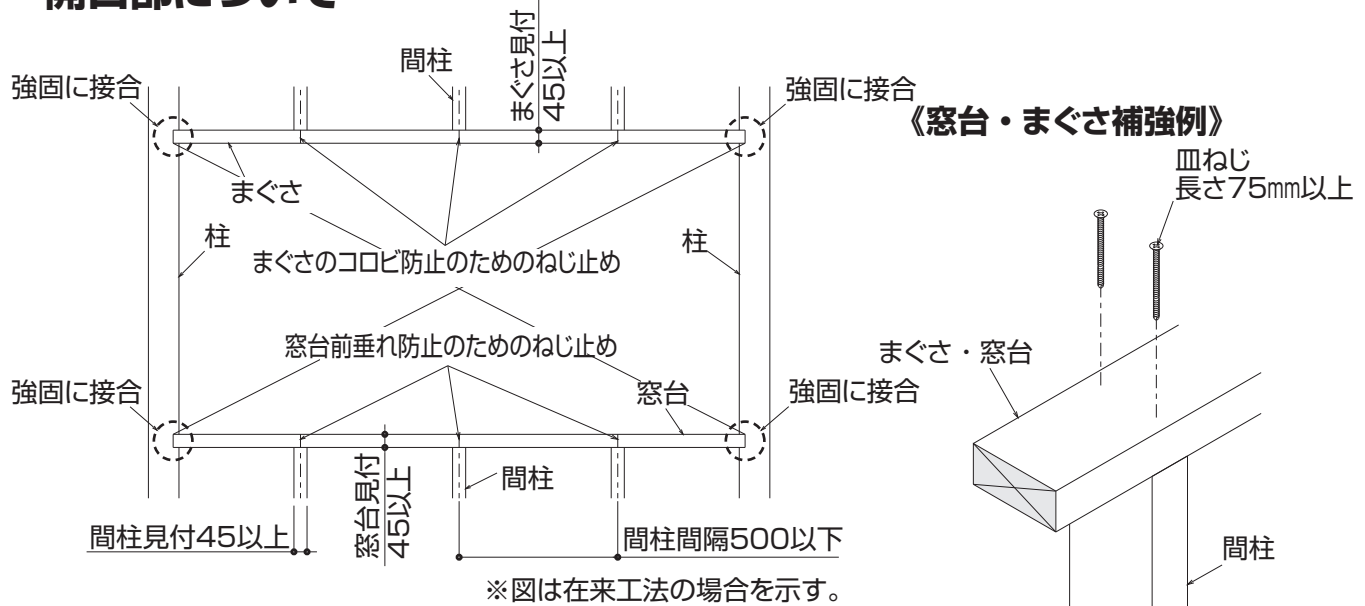 開口部について
間柱
まぐさ見付
45以上
強固に接合
強固に接合
《窓台・まぐさ補強例》
皿ねじ
長さ75mm以上
まぐさ
柱
柱
まぐさのコロビ防止のためのねじ止め
窓台前垂れ防止のためのねじ止め
まぐさ・窓台
強固に接合
窓台
強固に接合
間柱
窓台見付
45以上
間柱見付45以上
間柱間隔500以下
間柱
※図は在来工法の場合を示す。